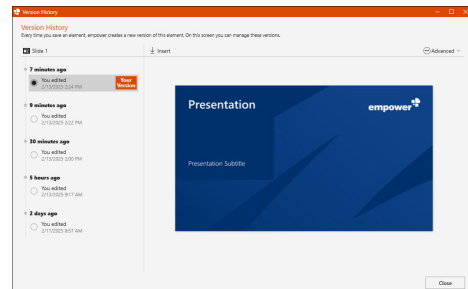 Version History
Version History
Every time you save an element, empower creates a new version of this element. On this screen you can manage these versions.
Slide 1
Insert
Advanced
7 minutes ago
You edited
2/13/2025 2:24 PM
Your
Version
9 minutes ago
You edited
2/13/2025 2:22 PM
30 minutes ago
You edited
2/13/2025 2:00 PM
5 hours ago
You edited
2/13/2025 9:17 AM
2 days ago
You edited
2/11/2025 8:57 AM
Presentation
empower
Presentation Subtitle
Close